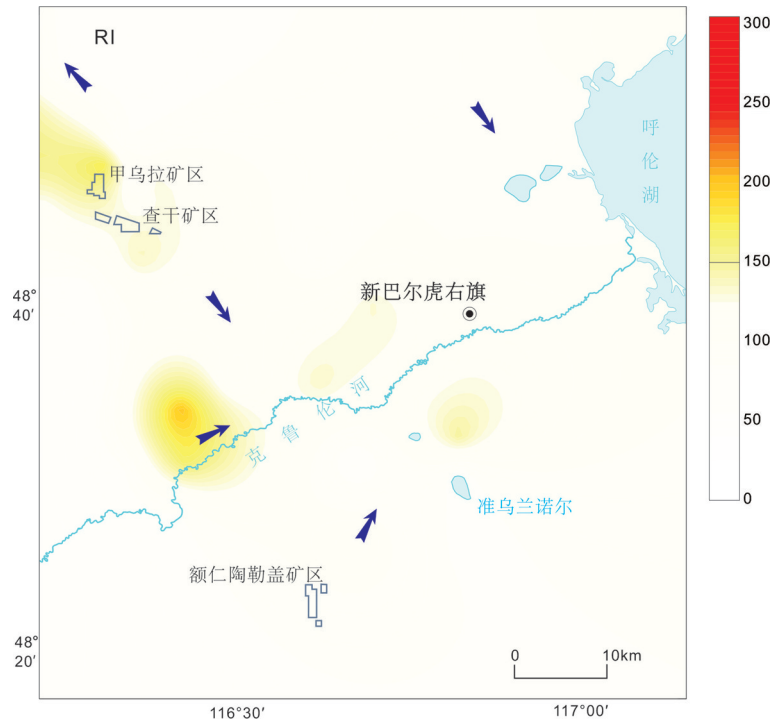 RI
300
250
200
150
100
50
0
呼伦湖
甲乌拉矿区
查干矿区
新巴尔虎右旗
48°
40′
克鲁伦河
准乌兰诺尔
额仁陶勒盖矿区
48°
20′
0 10km
116°30′ 117°00′